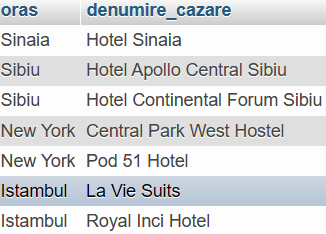 oras denumire_cazare
Sinaia Hotel Sinaia
Sibiu Hotel Apollo Central Sibiu
Sibiu Hotel Continental Forum Sibiu
New York Central Park West Hostel
New York Pod 51 Hotel
Istambul La Vie Suits
Istambul Royal Inci Hotel